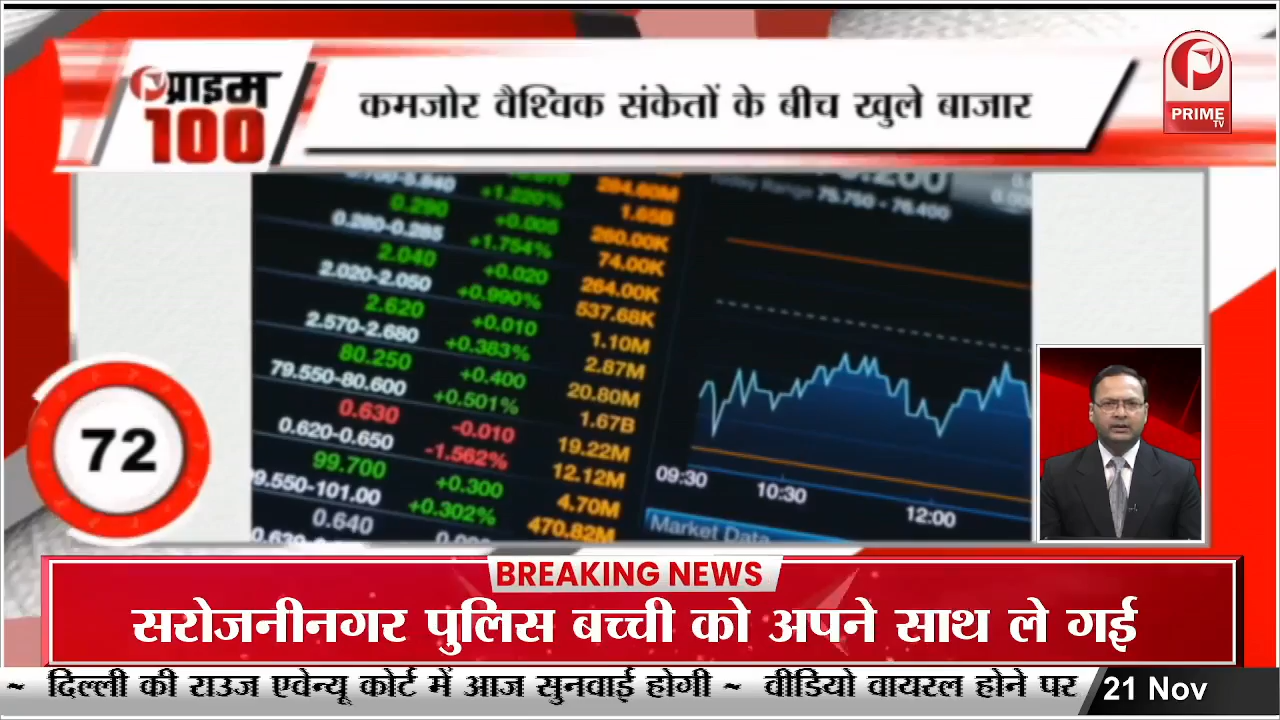 प्राइम
100
कमजोर वैश्विक संकेतों के बीच खुले बाजार
PRIME
TV
0.290
+0.005
1.65B
0.280-0.285
+1.754%
260.00K
2.040
+0.020
74.00K
2.020-2.050
+0.990%
264.00K
2.620
+0.010
537.68K
2.570-2.680
+0.383%
1.10M
80.250
+0.400
2.87M
79.550-80.600
+0.501%
20.80M
0.630
-0.010
1.67B
0.620-0.650
-1.562%
19.22M
99.700
+0.300
12.12M
9.550-101.00
+0.302%
4.70M
0.640
470.82M
+1.220%
75.750 - 76.400
09:30
10:30
12:00
Market Data
72
BREAKING NEWS
सरोजनीनगर पुलिस बच्ची को अपने साथ ले गई
~ दिल्ली की राउज एवेन्यू कोर्ट में आज सुनवाई होगी ~ वीडियो वायरल होने पर
21 Nov